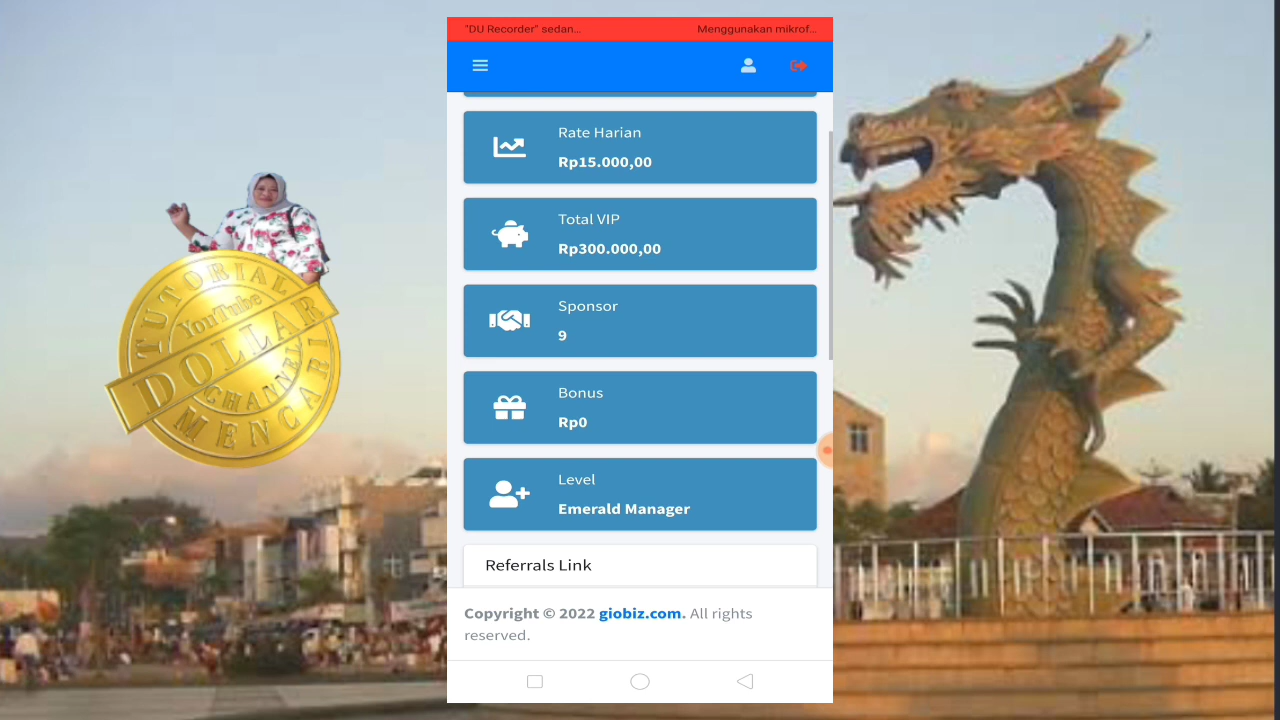 "DU Recorder" sedan...
Menggunakan mikrof...
Rate Harian
Rp15.000,00
Total VIP
Rp300.000,00
Sponsor
9
Bonus
Rp0
Level
Emerald Manager
Referrals Link
Copyright © 2022 giobiz.com. All rights
reserved.
TUTORIAL
YouTube
DOLLAR
CHANNEL
MENCARI